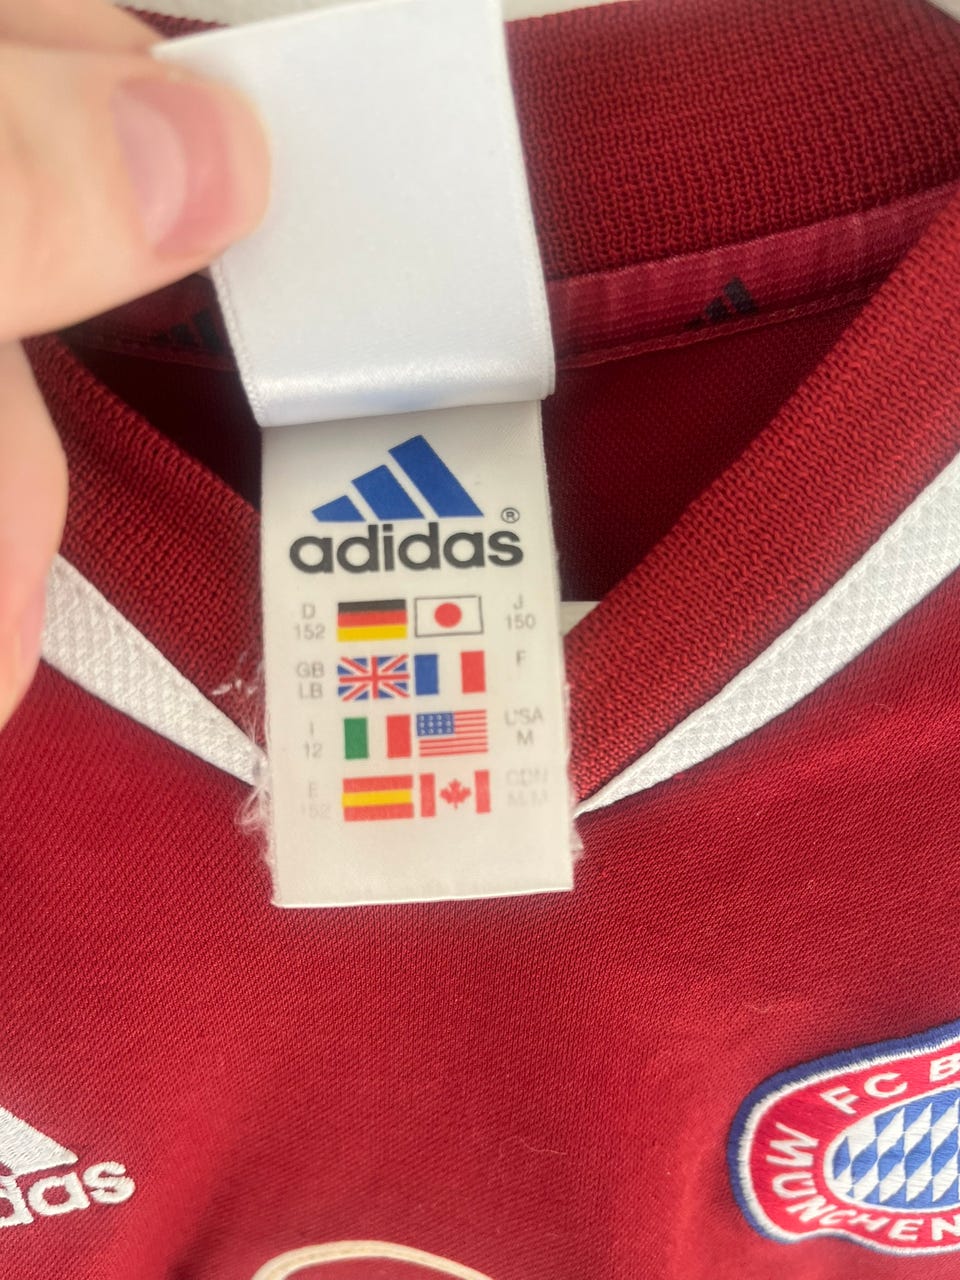 adidas®
D 152 J 150
GB LB F
I 12 USA M
E 152 CDN
adidas
FC B
MÜNCHEN